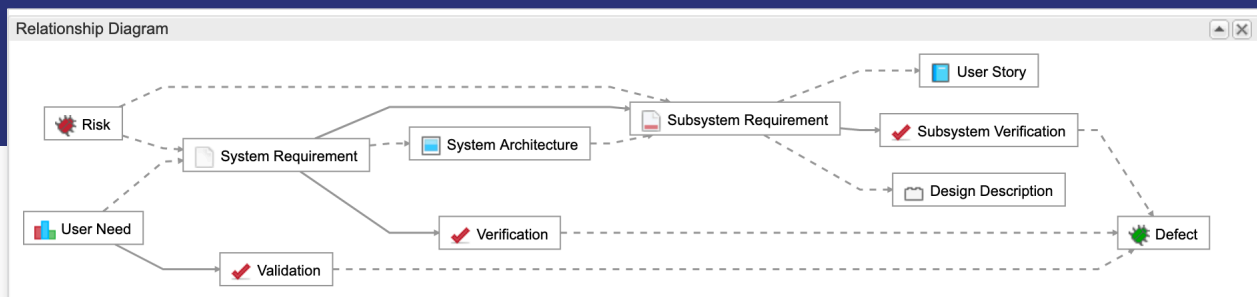 Relationship Diagram
User Story
Risk
Subsystem Requirement
Subsystem Verification
System Requirement
System Architecture
Design Description
User Need
Verification
Defect
Validation